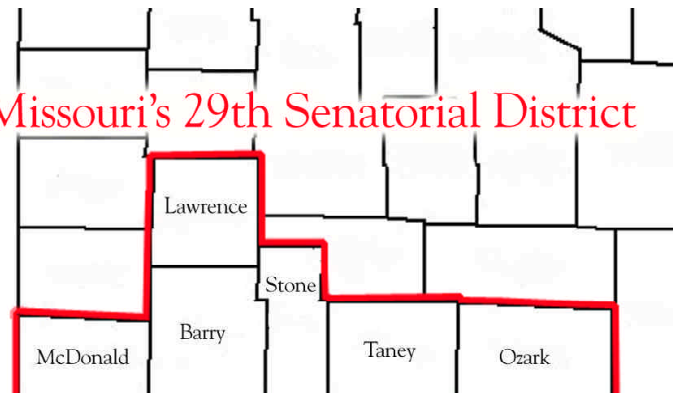 Missouri's 29th Senatorial District
Lawrence
Stone
Barry
McDonald
Taney
Ozark